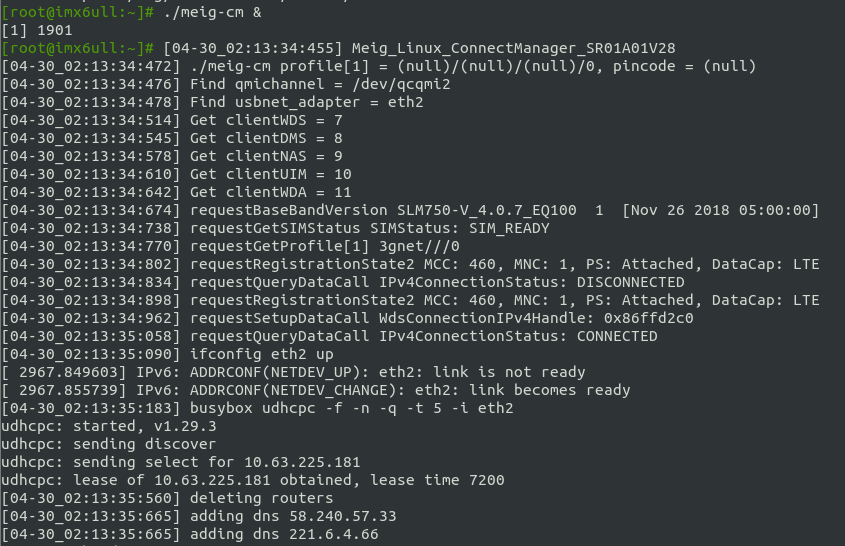 [root@imx6ull:~]# ./meig-cm &
[1] 1901
[root@imx6ull:~]# [04-30_02:13:34:455] Meig_Linux_ConnectManager_SR01A01V28
[04-30_02:13:34:472] ./meig-cm profile[1] = (null)/(null)/(null)/0, pincode = (null)
[04-30_02:13:34:476] Find qmichannel = /dev/qcqmi2
[04-30_02:13:34:478] Find usbnet_adapter = eth2
[04-30_02:13:34:514] Get clientWDS = 7
[04-30_02:13:34:545] Get clientDMS = 8
[04-30_02:13:34:578] Get clientNAS = 9
[04-30_02:13:34:610] Get clientUIM = 10
[04-30_02:13:34:642] Get clientWDA = 11
[04-30_02:13:34:674] requestBaseBandVersion SLM750-V_4.0.7_EQ100  1  [Nov 26 2018 05:00:00]
[04-30_02:13:34:738] requestGetSIMStatus SIMStatus: SIM_READY
[04-30_02:13:34:770] requestGetProfile[1] 3gnet///0
[04-30_02:13:34:802] requestRegistrationState2 MCC: 460, MNC: 1, PS: Attached, DataCap: LTE
[04-30_02:13:34:834] requestQueryDataCall IPv4ConnectionStatus: DISCONNECTED
[04-30_02:13:34:898] requestRegistrationState2 MCC: 460, MNC: 1, PS: Attached, DataCap: LTE
[04-30_02:13:34:962] requestSetupDataCall WdsConnectionIPv4Handle: 0x86ffd2c0
[04-30_02:13:35:058] requestQueryDataCall IPv4ConnectionStatus: CONNECTED
[04-30_02:13:35:090] ifconfig eth2 up
[ 2967.849603] IPv6: ADDRCONF(NETDEV_UP): eth2: link is not ready
[ 2967.855739] IPv6: ADDRCONF(NETDEV_CHANGE): eth2: link becomes ready
[04-30_02:13:35:183] busybox udhcpc -f -n -q -t 5 -i eth2
udhcpc: started, v1.29.3
udhcpc: sending discover
udhcpc: sending select for 10.63.225.181
udhcpc: lease of 10.63.225.181 obtained, lease time 7200
[04-30_02:13:35:560] deleting routers
[04-30_02:13:35:665] adding dns 58.240.57.33
[04-30_02:13:35:665] adding dns 221.6.4.66